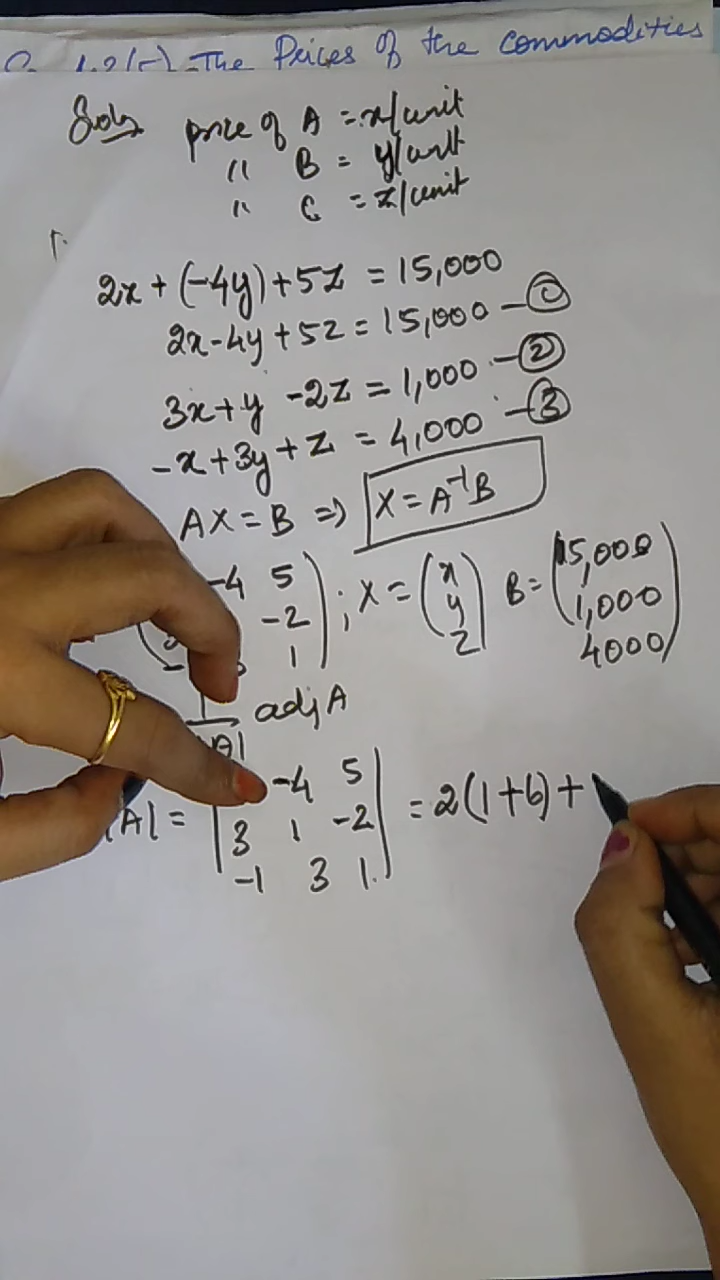 The Prices of the commodities
Soln price of A = x/unit
" B = y/unit
" C = z/unit
2x + (-4y) + 5z = 15,000
2x - 4y + 5z = 15,000 - ①
3x + y - 2z = 1,000 - ②
-x + 3y + z = 4,000 - ③
AX = B ⇒ X = A⁻¹B
-4 5
-2
1
; X = (x y z) B = (15,000 1,000 4000)
1/|A| adj A
|A| = | -4 5
3 1 -2
-1 3 1. | = 2(1+6) +